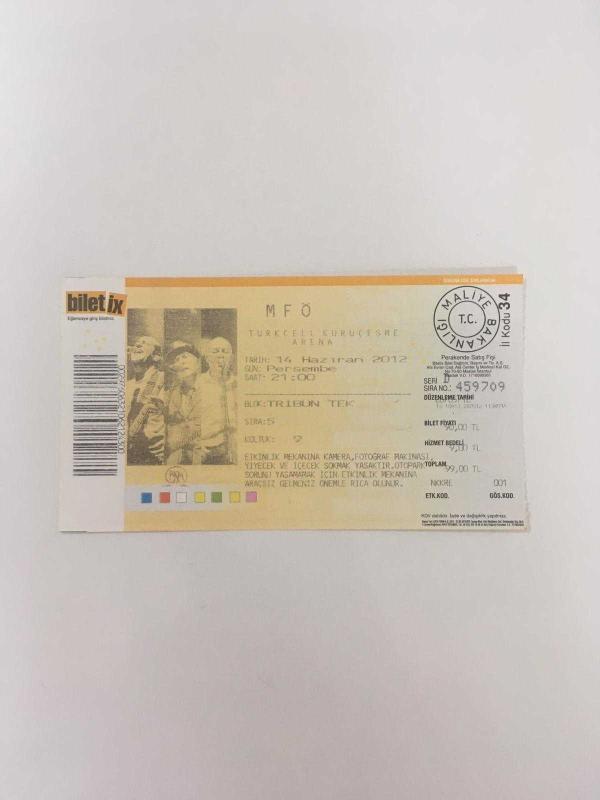 biletix
Eğlenceye giriş biletiniz.
MFÖ
TURKCELL KURUÇEŞME
ARENA
TARİH: 14 Haziran 2012
GÜN: Perşembe
SAAT: 21:00
BLOK: TRIBUN TEK
SIRA: 5
KOLTUK: 9
ETKİNLİK MEKANINA KAMERA,FOTOĞRAF MAKİNASI,
YİYECEK VE İÇECEK SOKMAK YASAKTIR,OTOPARK
SORUNU YAŞAMAMAK İÇİN ETKİNLİK MEKANINA
ARAÇSIZ GELMENİZ ÖNEMLE RİCA OLUNUR.
MALİYE BAKANLIĞI
T.C.
İl Kodu 34
Perakende Satış Fişi
SERİ
SIRA NO.: 459709
DÜZENLEME TARİHİ
BİLET FİYATI
90,00 TL
HİZMET BEDELİ
9,00 TL
TOPLAM
99,00 TL
NKKRE 001
ETK.KOD. GÖS.KOD.
KDV dahildir. İade ve değişiklik yapılmaz.